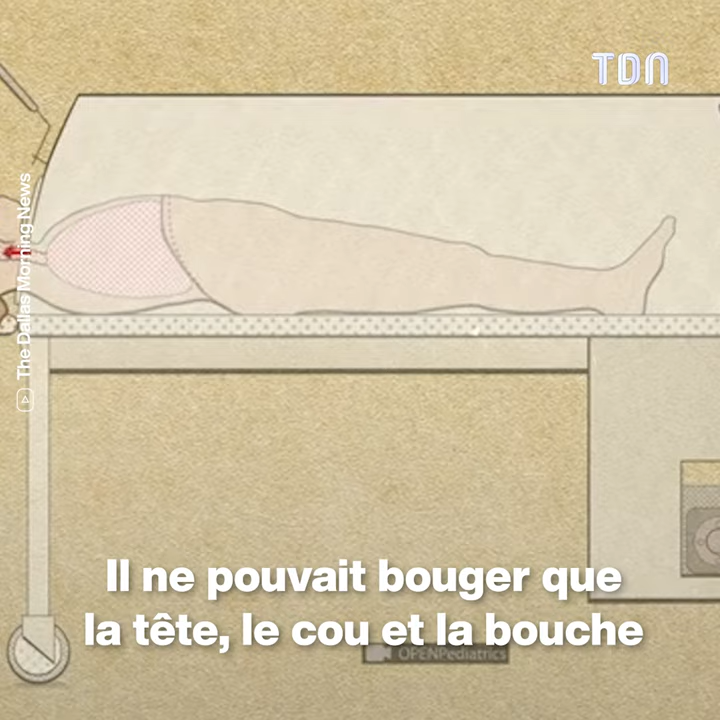 TDN
The Dallas Morning News
Il ne pouvait bouger que
la tête, le cou et la bouche
OPENPediatrics